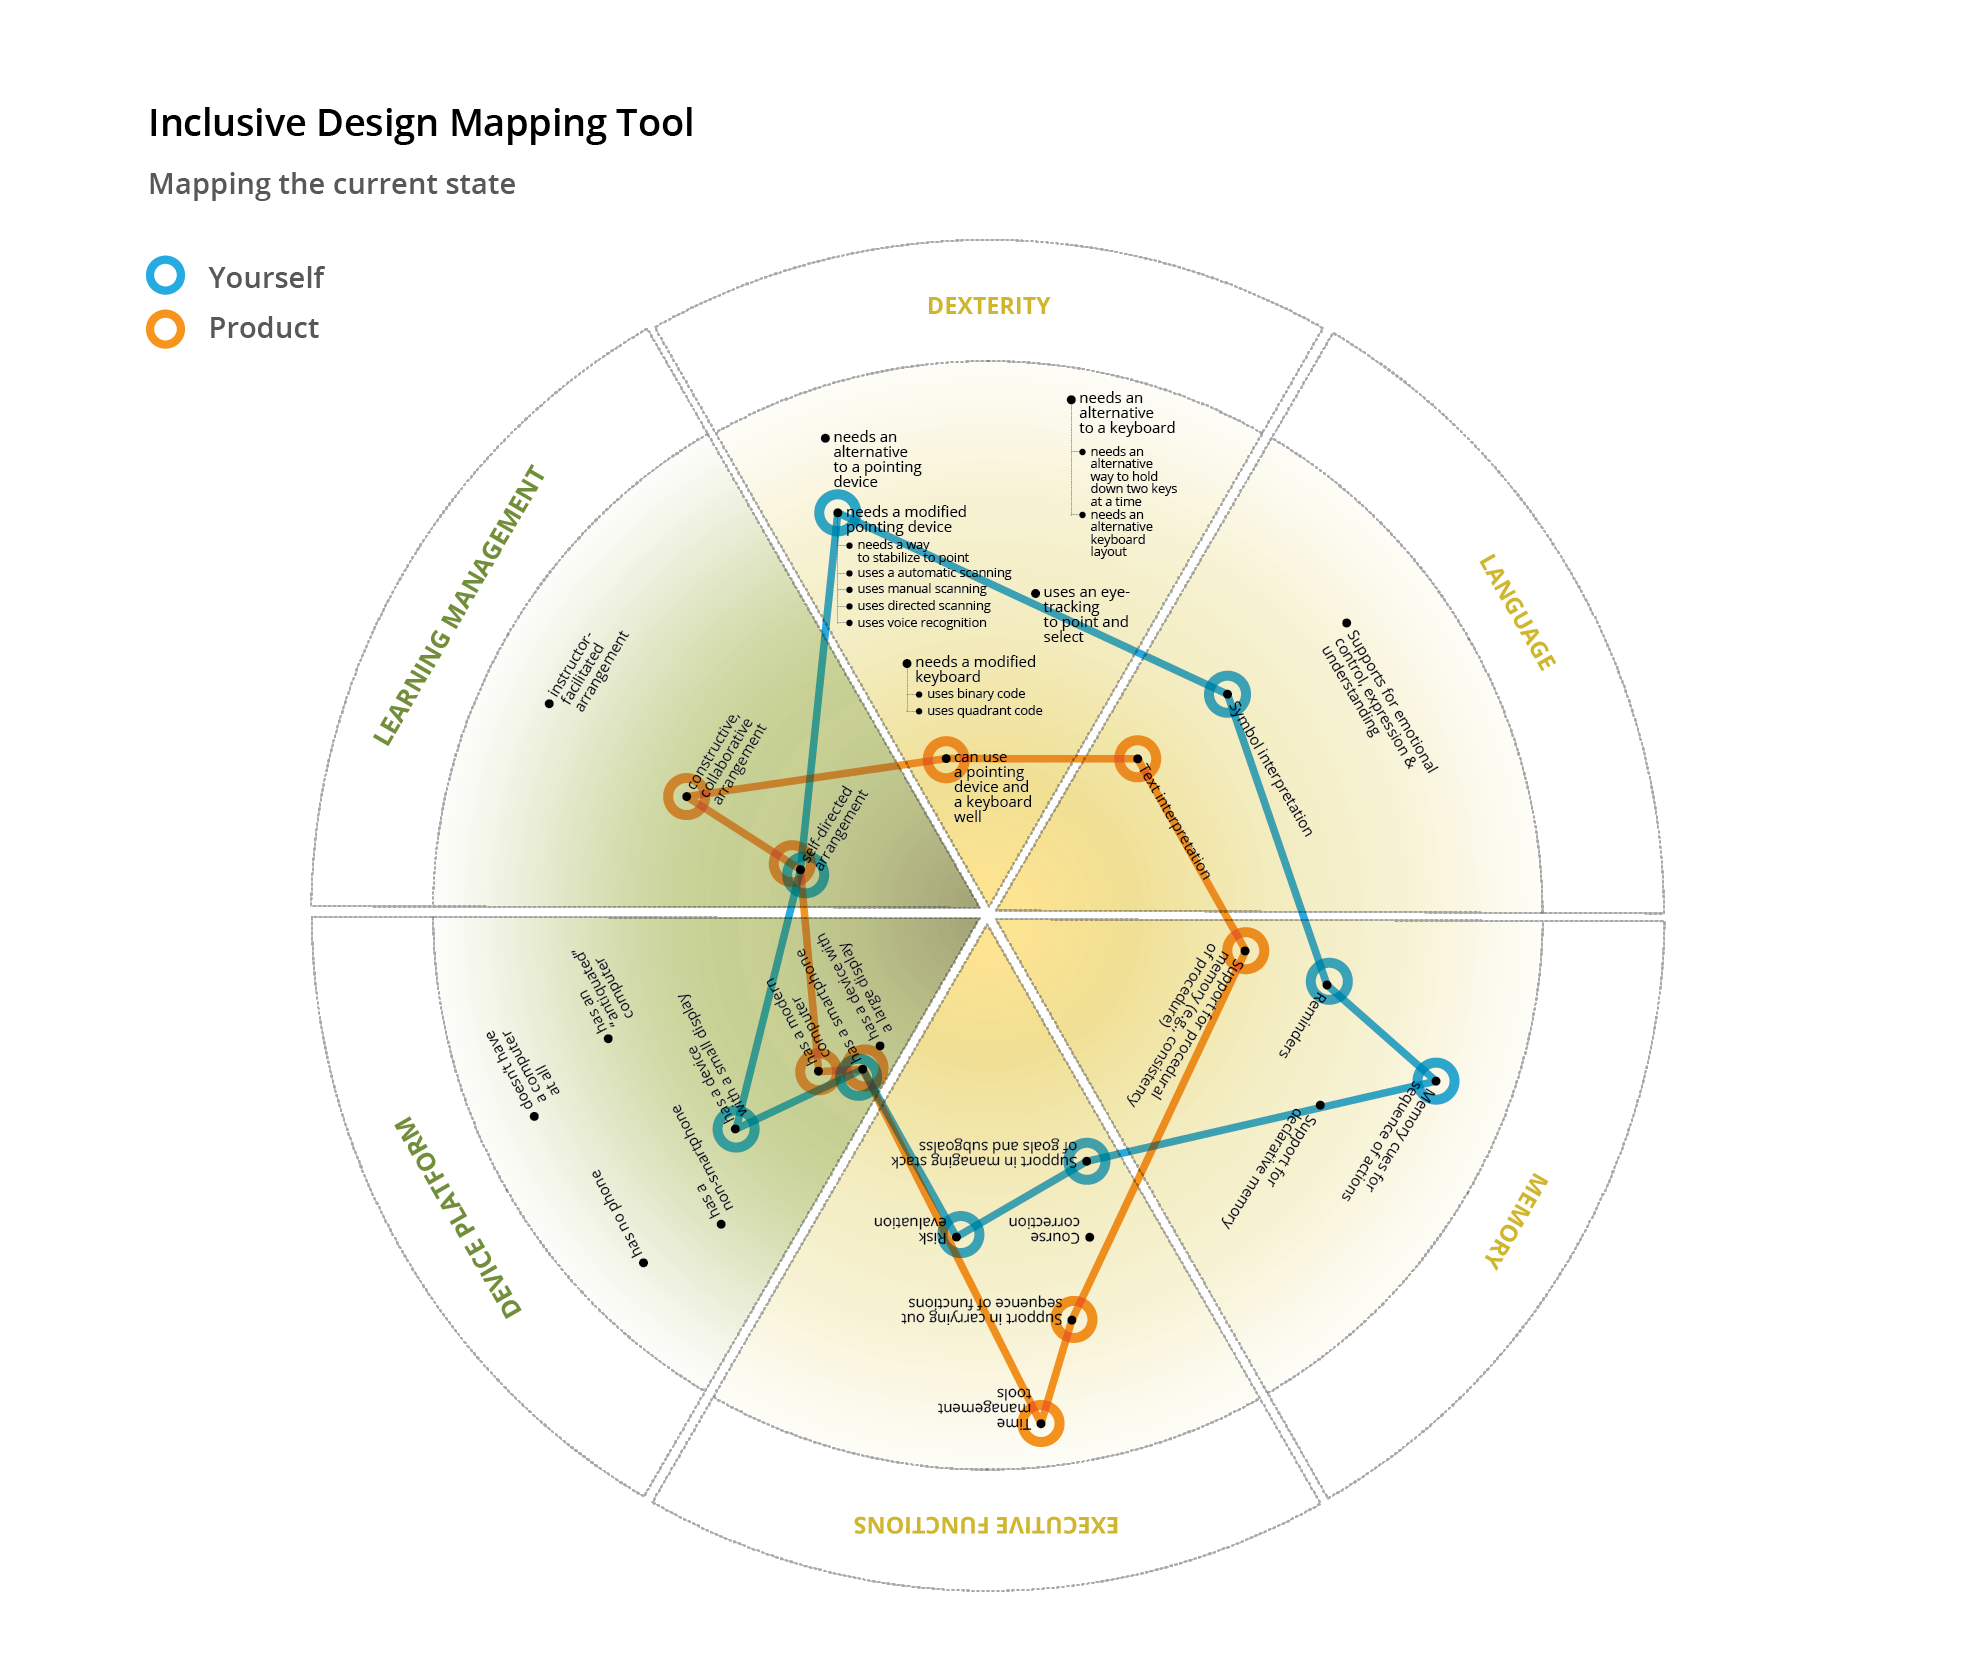 Inclusive Design Mapping Tool
Mapping the current state
Yourself
Product
DEXTERITY
needs an
alternative
to a pointing
device
needs a modified
pointing device
needs a way
to stabilize to point
uses a automatic scanning
uses manual scanning
uses directed scanning
uses voice recognition
needs an
alternative
to a keyboard
needs an
alternative
way to hold
down two keys
at a time
needs an
alternative
keyboard
layout
uses an eye-
tracking
to point and
select
needs a modified
keyboard
uses binary code
uses quadrant code
can use
a pointing
device and
a keyboard
well
LANGUAGE
Supports for emotional
control, expression &
understanding
Symbol interpretation
Text interpretation
MEMORY
Support for procedural
memory (e.g., consistency
of procedure)
Reminders
Memory cues for
sequence of actions
Support for
declarative memory
EXECUTIVE FUNCTIONS
Support in managing stack
of goals and subgoalss
Risk
evaluation
Course
correction
Support in carrying out
sequence of functions
Time
management
tools
DEVICE PLATFORM
has a device with
a large display
has a smartphone
has a modern
computer
has a device
with a small display
has a
non-smartphone
has no phone
has an
"antiquated"
computer
doesn't have
a computer
at all
LEARNING MANAGEMENT
instructor-
facilitated
arrangement
constructive,
collaborative
arrangement
self-directed
arrangement